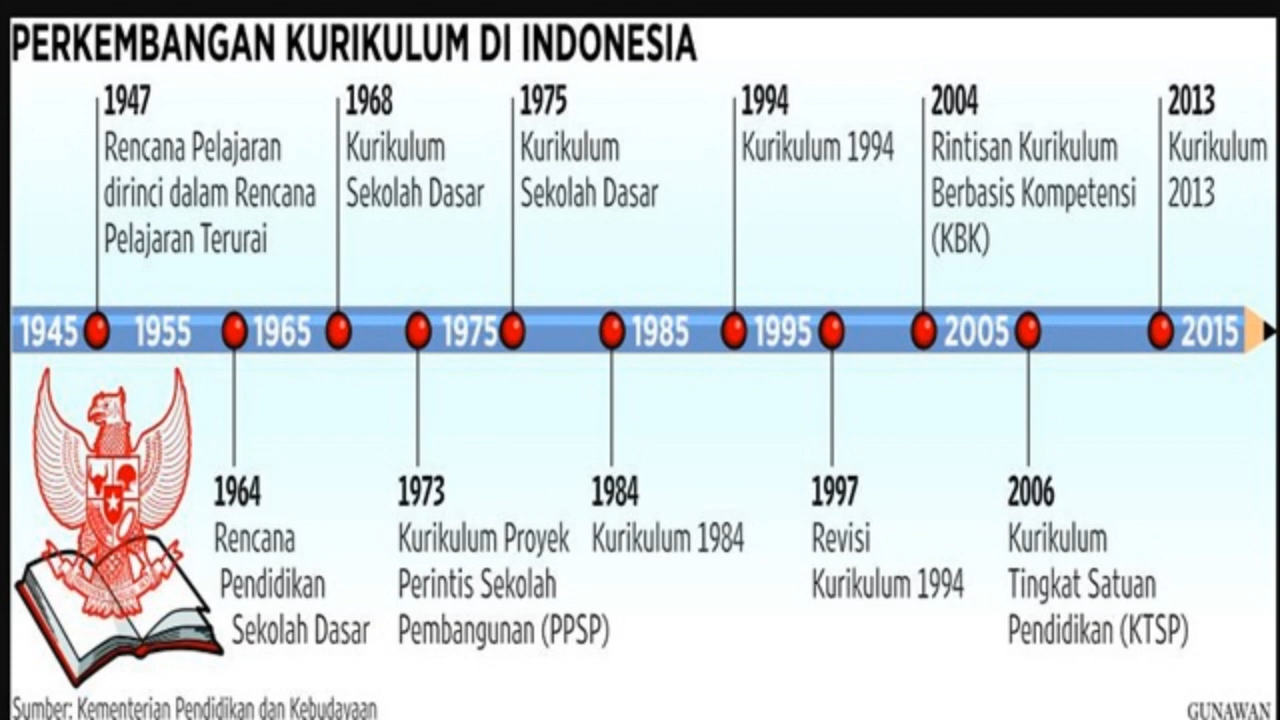 PERKEMBANGAN KURIKULUM DI INDONESIA
1947
Rencana Pelajaran
dirinci dalam Rencana
Pelajaran Terurai
1968
Kurikulum
Sekolah Dasar
1975
Kurikulum
Sekolah Dasar
1994
Kurikulum 1994
2004
Rintisan Kurikulum
Berbasis Kompetensi
(KBK)
2013
Kurikulum
2013
1945 1955 1965 1975 1985 1995 2005 2015
1964
Rencana
Pendidikan
Sekolah Dasar
1973
Kurikulum Proyek
Perintis Sekolah
Pembangunan (PPSP)
1984
Kurikulum 1984
1997
Revisi
Kurikulum 1994
2006
Kurikulum
Tingkat Satuan
Pendidikan (KTSP)
Sumber: Kementerian Pendidikan dan Kebudayaan
GUNAWAN